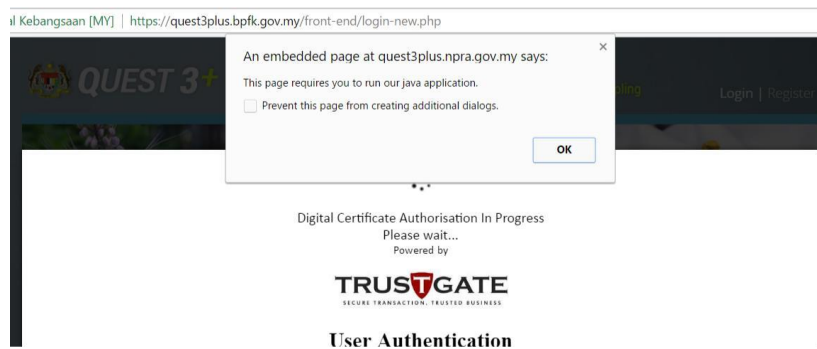 al Kebangsaan [MY] | https://quest3plus.bpfk.gov.my/front-end/login-new.php
An embedded page at quest3plus.npra.gov.my says:
This page requires you to run our java application.
Prevent this page from creating additional dialogs.
OK
QUEST 3+
Login | Register
Digital Certificate Authorisation In Progress
Please wait...
Powered by
TRUSTGATE
SECURE TRANSACTION. TRUSTED BUSINESS
User Authentication